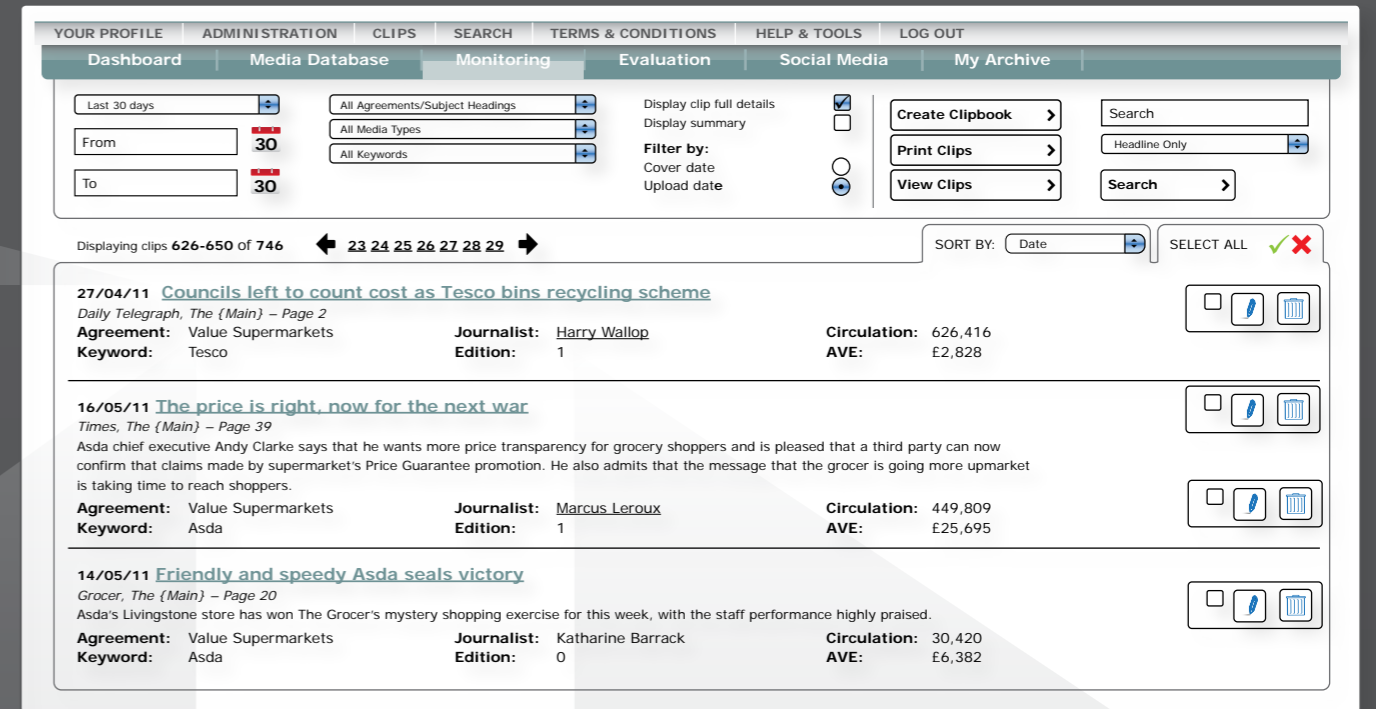 YOUR PROFILE ADMINISTRATION CLIPS SEARCH TERMS & CONDITIONS HELP & TOOLS LOG OUT
Dashboard Media Database Monitoring Evaluation Social Media My Archive
Last 30 days
From 30
To 30
All Agreements/Subject Headings
All Media Types
All Keywords
Display clip full details
Display summary
Filter by:
Cover date
Upload date
Create Clipbook
Print Clips
View Clips
Search
Headline Only
Search
Displaying clips 626-650 of 746 23 24 25 26 27 28 29 SORT BY: Date SELECT ALL
27/04/11 Councils left to count cost as Tesco bins recycling scheme
Daily Telegraph, The {Main} – Page 2
Agreement: Value Supermarkets Journalist: Harry Wallop Circulation: 626,416
Keyword: Tesco Edition: 1 AVE: £2,828
16/05/11 The price is right, now for the next war
Times, The {Main} – Page 39
Asda chief executive Andy Clarke says that he wants more price transparency for grocery shoppers and is pleased that a third party can now
confirm that claims made by supermarket's Price Guarantee promotion. He also admits that the message that the grocer is going more upmarket
is taking time to reach shoppers.
Agreement: Value Supermarkets Journalist: Marcus Leroux Circulation: 449,809
Keyword: Asda Edition: 1 AVE: £25,695
14/05/11 Friendly and speedy Asda seals victory
Grocer, The {Main} – Page 20
Asda's Livingstone store has won The Grocer's mystery shopping exercise for this week, with the staff performance highly praised.
Agreement: Value Supermarkets Journalist: Katharine Barrack Circulation: 30,420
Keyword: Asda Edition: 0 AVE: £6,382